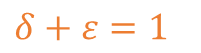 δ + ε = 1